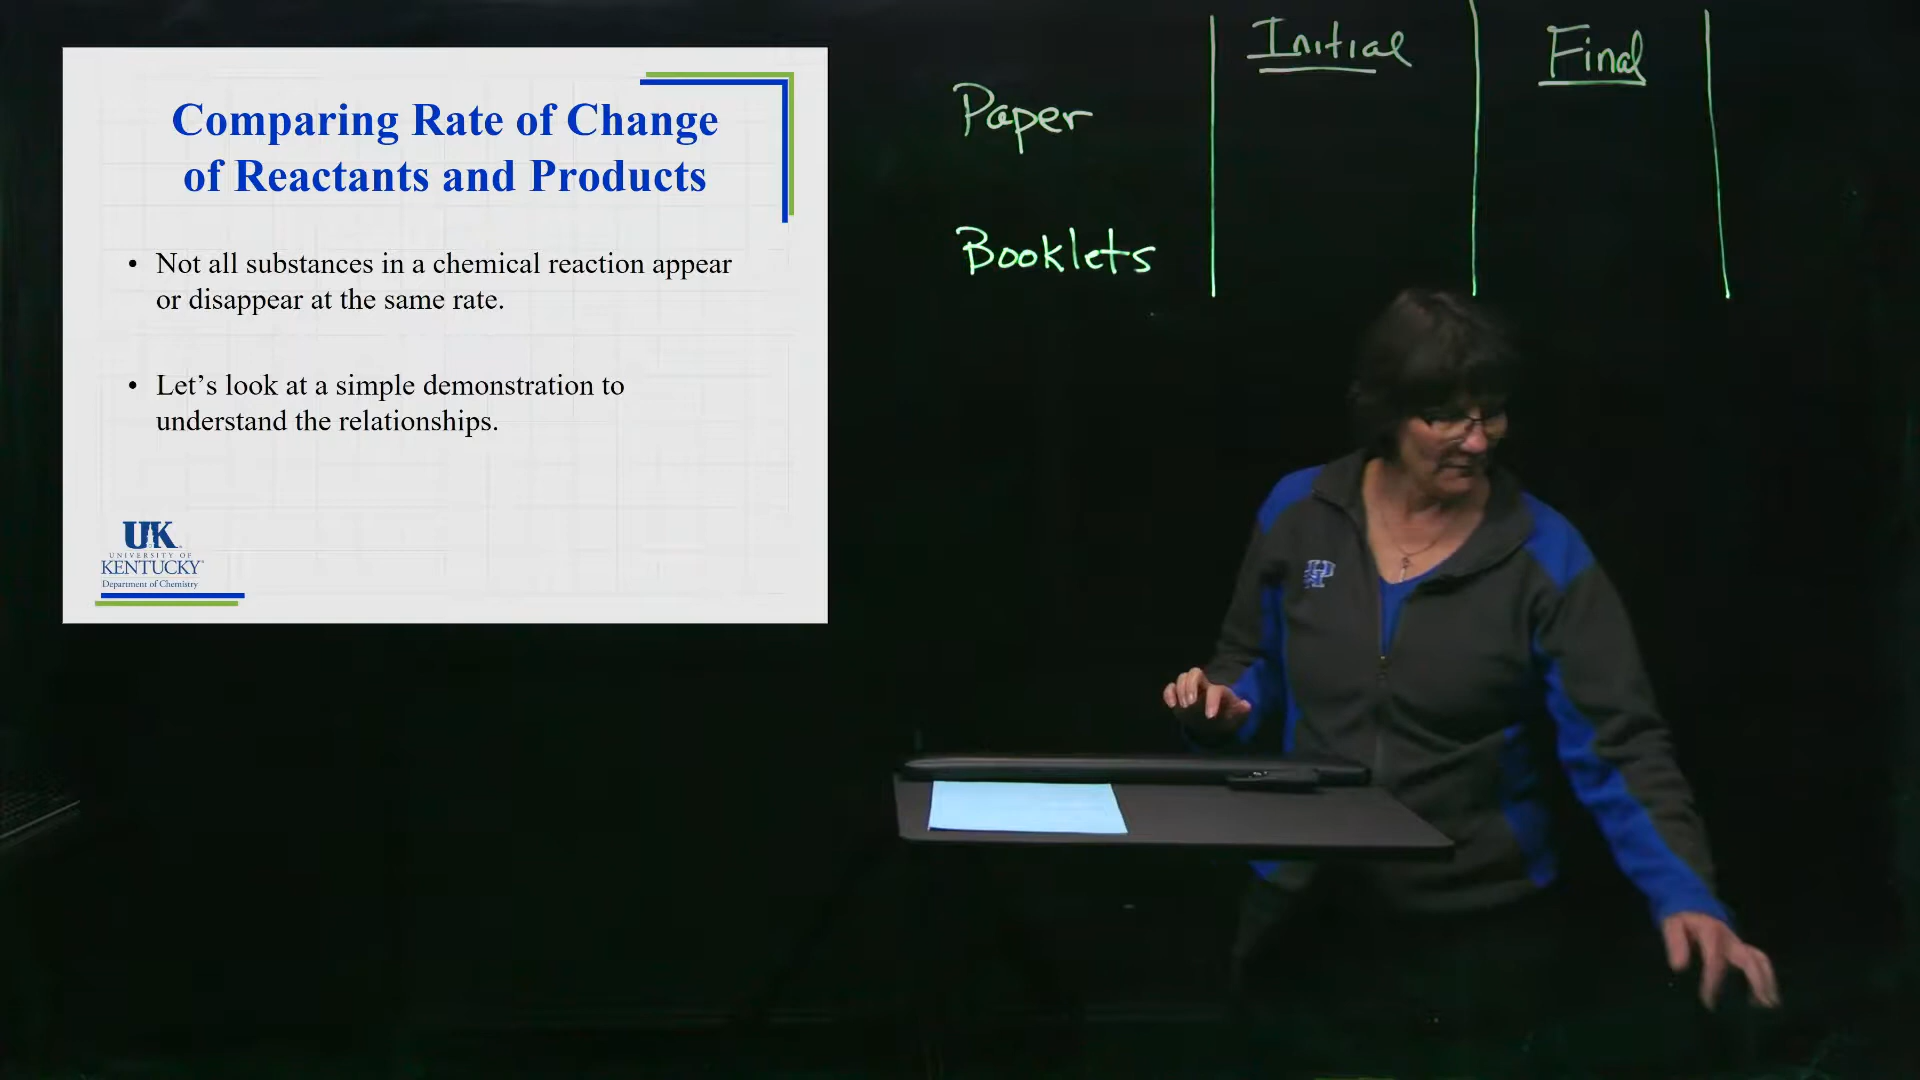 Comparing Rate of Change
of Reactants and Products
• Not all substances in a chemical reaction appear
or disappear at the same rate.
• Let’s look at a simple demonstration to
understand the relationships.
UK
UNIVERSITY OF
KENTUCKY
Department of Chemistry
Initial
Final
Paper
Booklets
HP